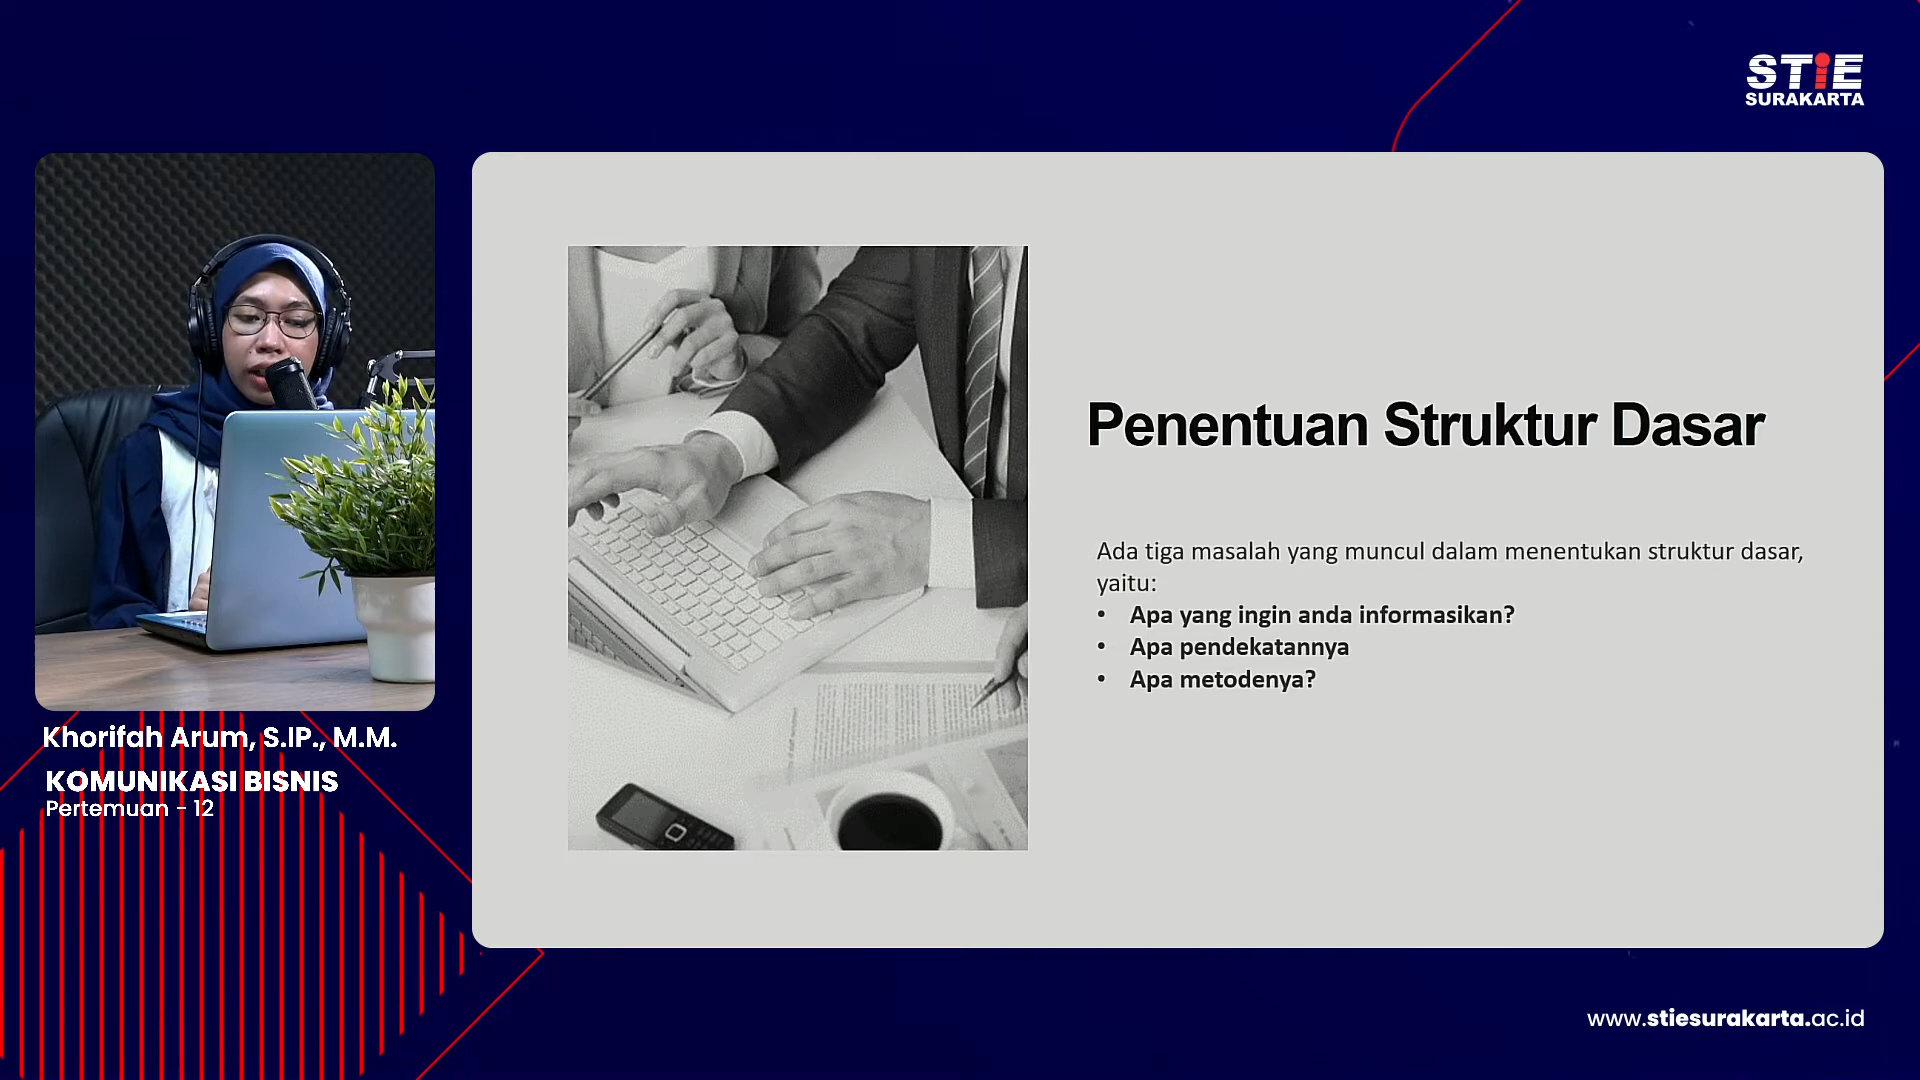 STiE
SURAKARTA
Penentuan Struktur Dasar
Ada tiga masalah yang muncul dalam menentukan struktur dasar,
yaitu:
• Apa yang ingin anda informasikan?
• Apa pendekatannya
• Apa metodenya?
Khorifah Arum, S.IP., M.M.
KOMUNIKASI BISNIS
Pertemuan - 12
www.stiesurakarta.ac.id